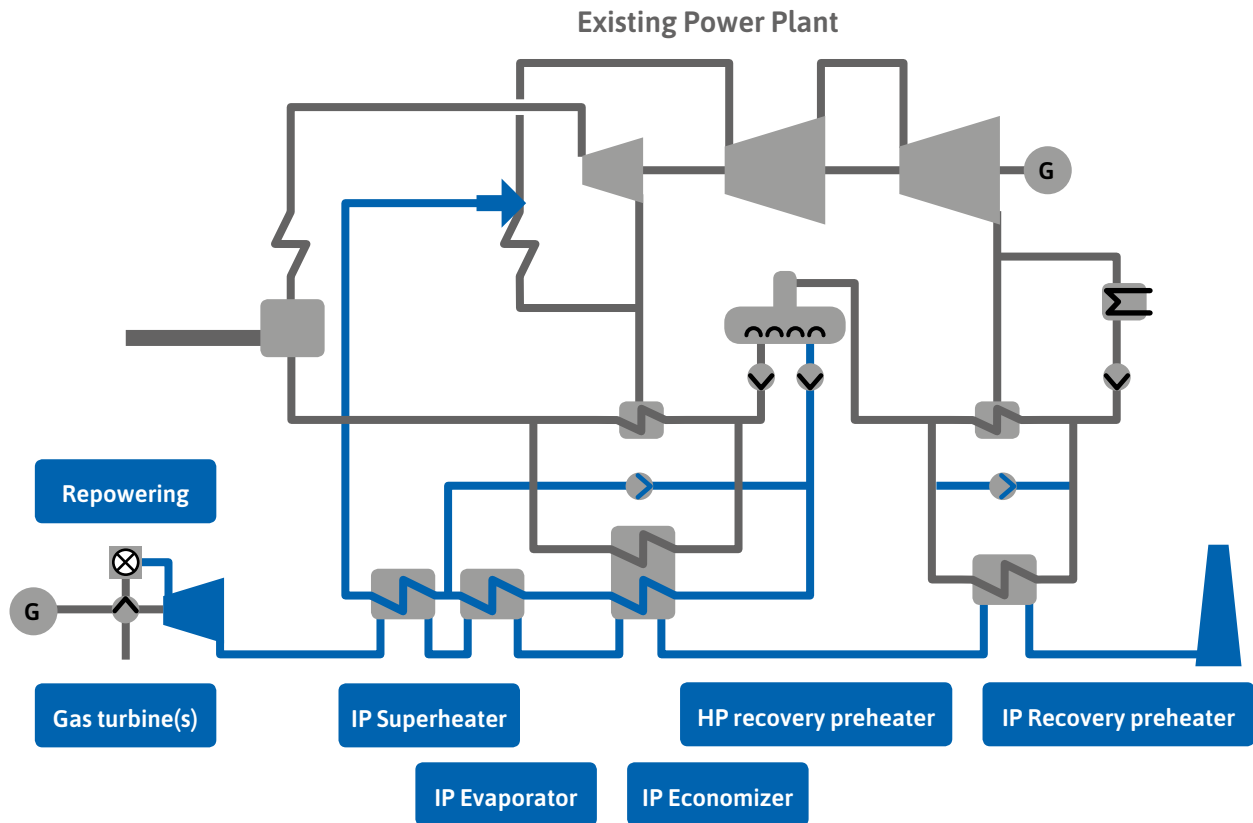 Existing Power Plant
G
Repowering
G
Gas turbine(s)
IP Superheater
HP recovery preheater
IP Recovery preheater
IP Evaporator
IP Economizer